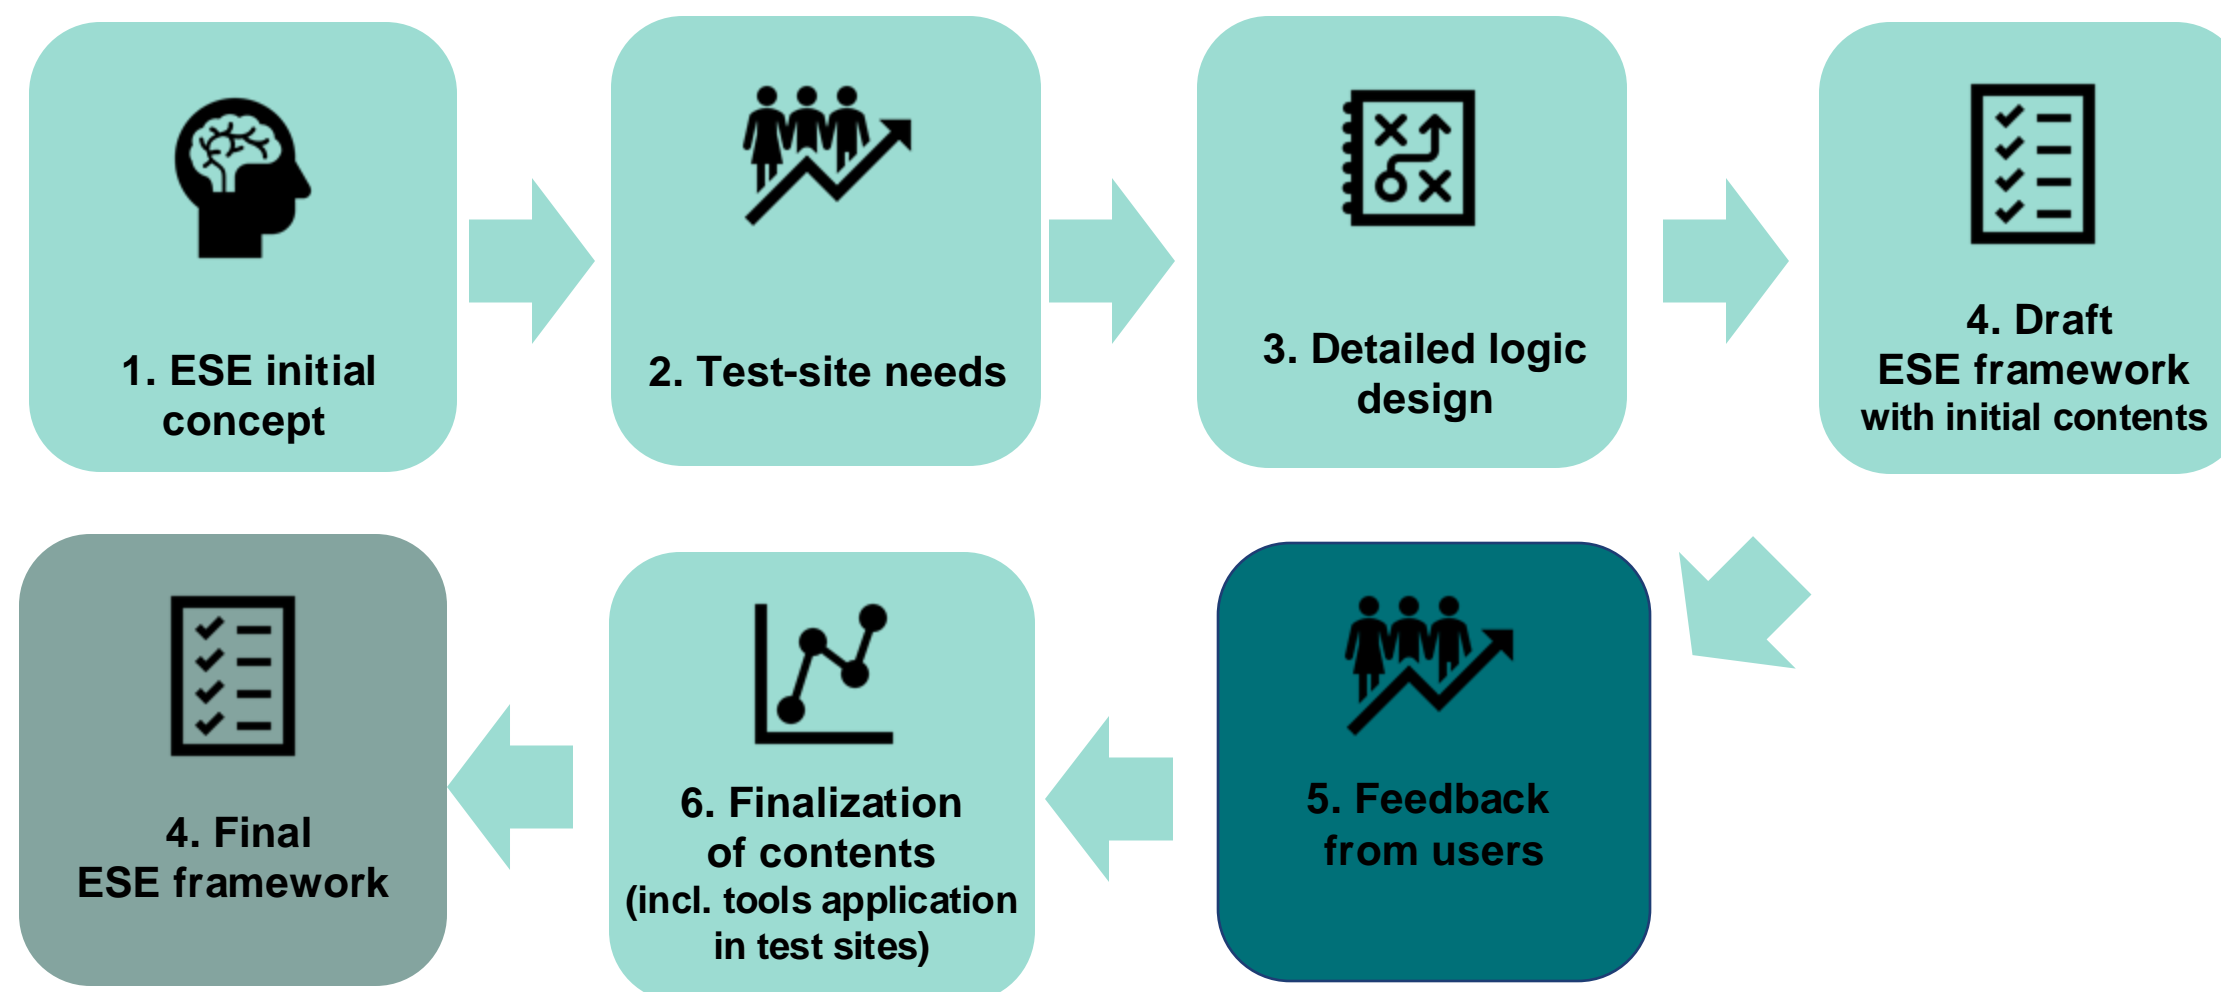 1. ESE initial
concept
2. Test-site needs
3. Detailed logic
design
4. Draft
ESE framework
with initial contents
4. Final
ESE framework
6. Finalization
of contents
(incl. tools application
in test sites)
5. Feedback
from users